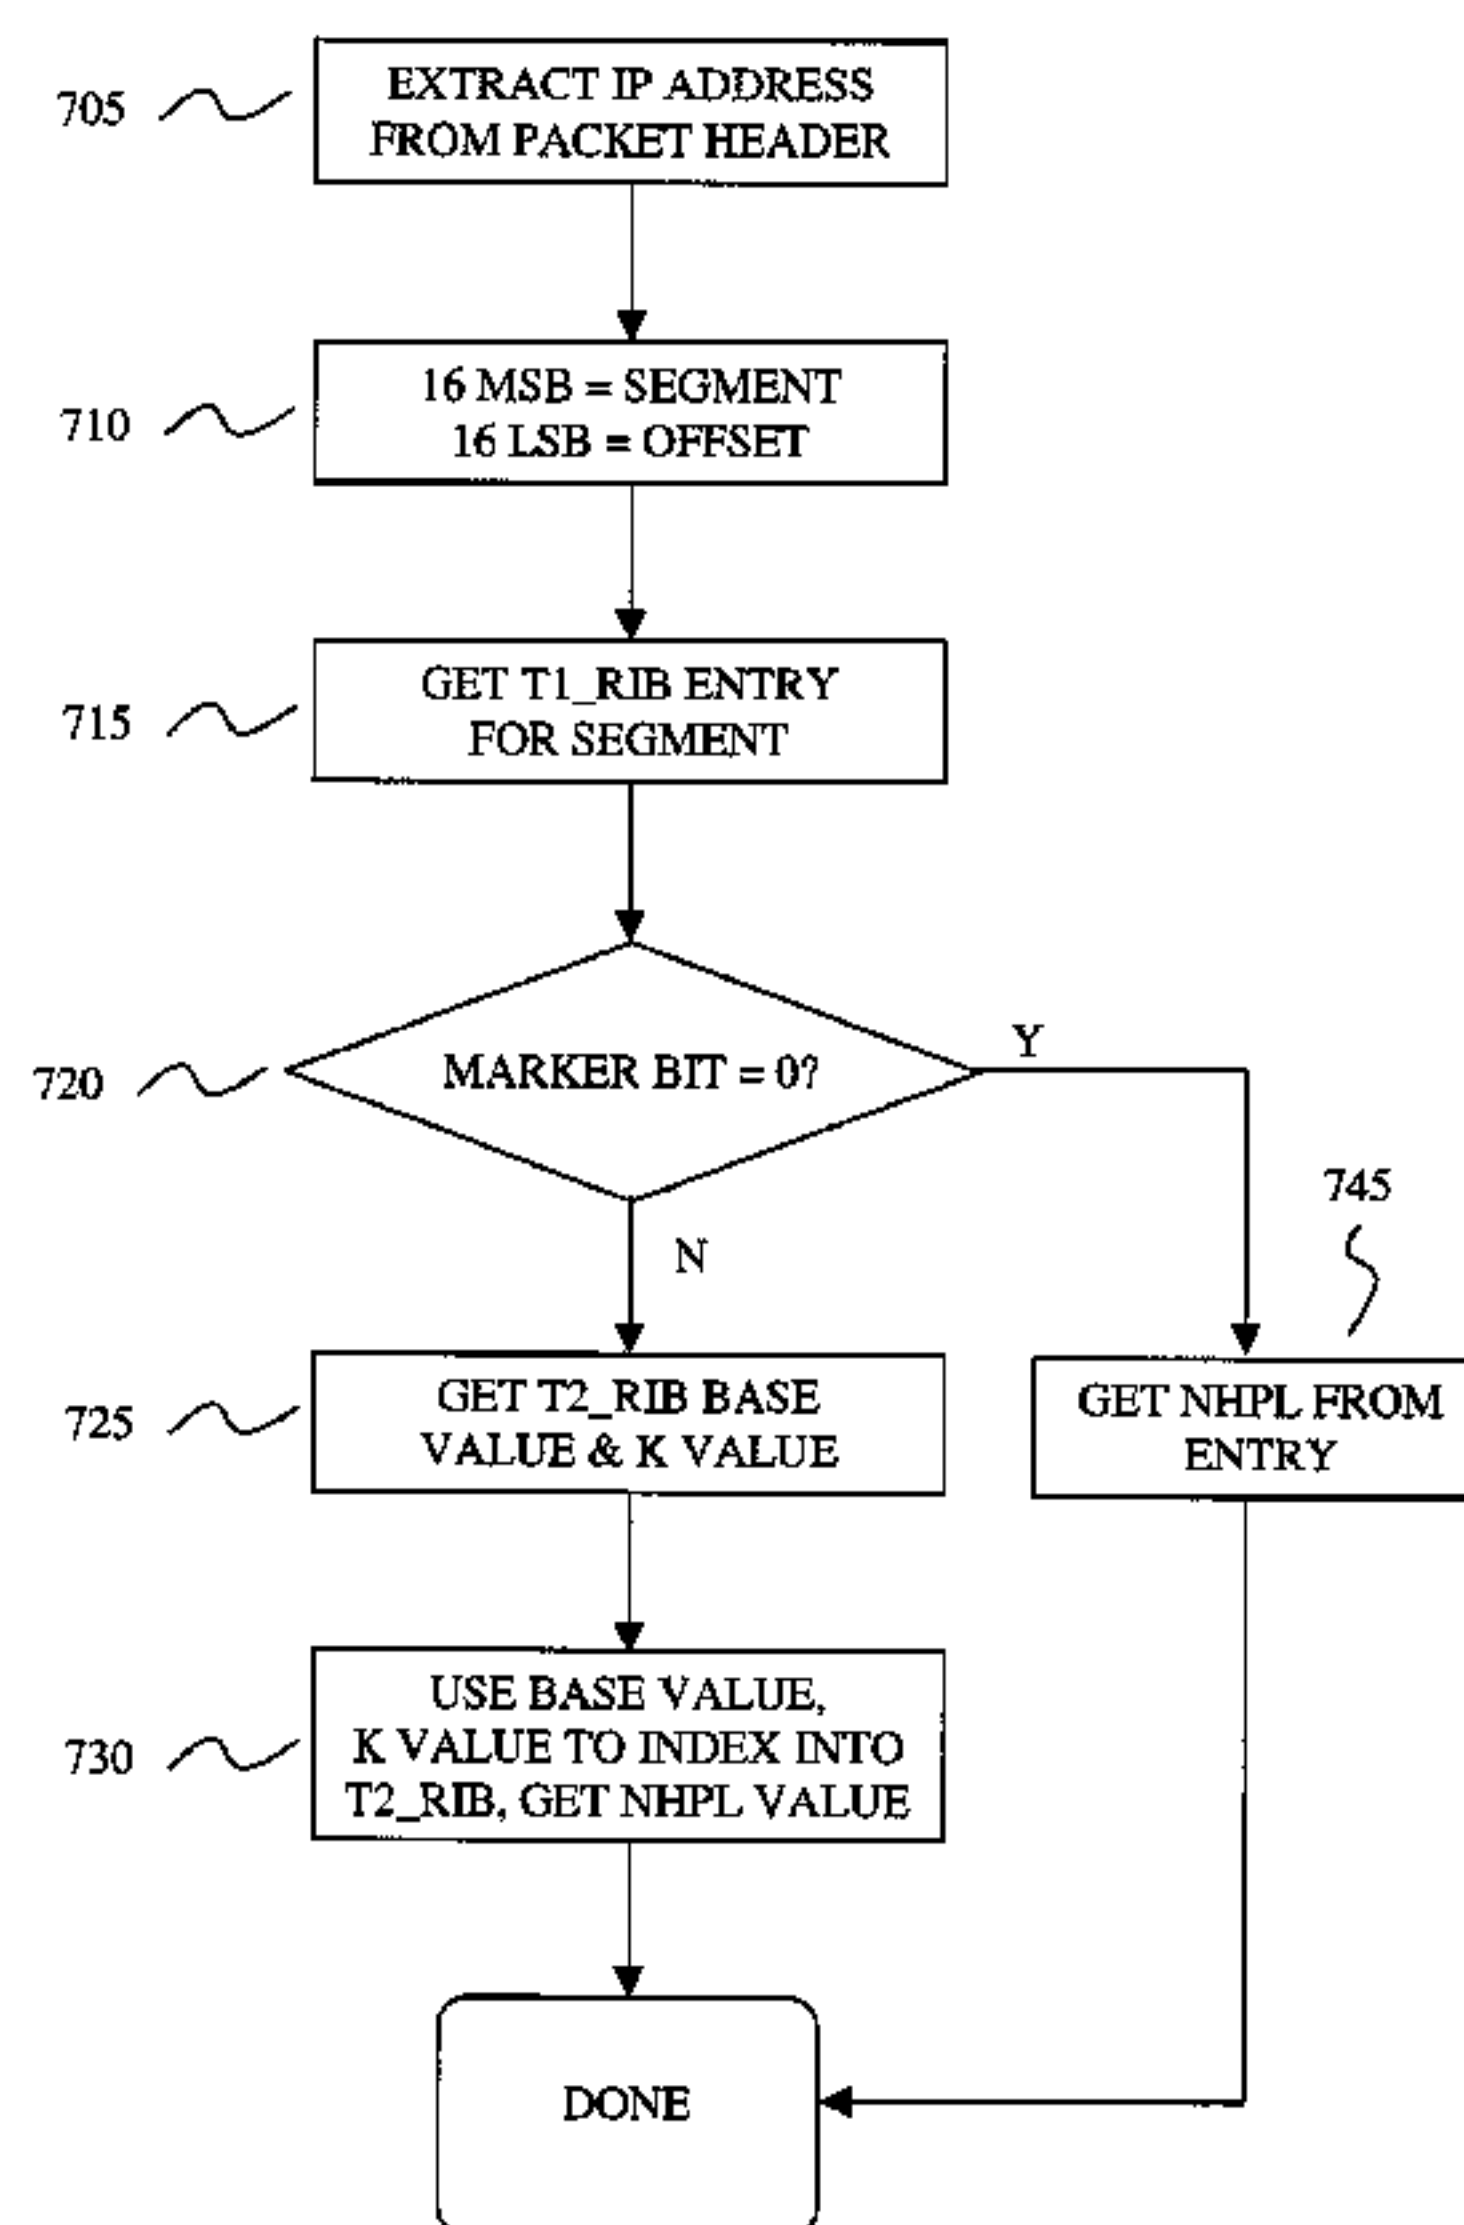 705
EXTRACT IP ADDRESS
FROM PACKET HEADER
710
16 MSB = SEGMENT
16 LSB = OFFSET
715
GET T1_RIB ENTRY
FOR SEGMENT
720
MARKER BIT = 0?
Y
N
745
725
GET T2_RIB BASE
VALUE & K VALUE
GET NHPL FROM
ENTRY
730
USE BASE VALUE,
K VALUE TO INDEX INTO
T2_RIB, GET NHPL VALUE
DONE